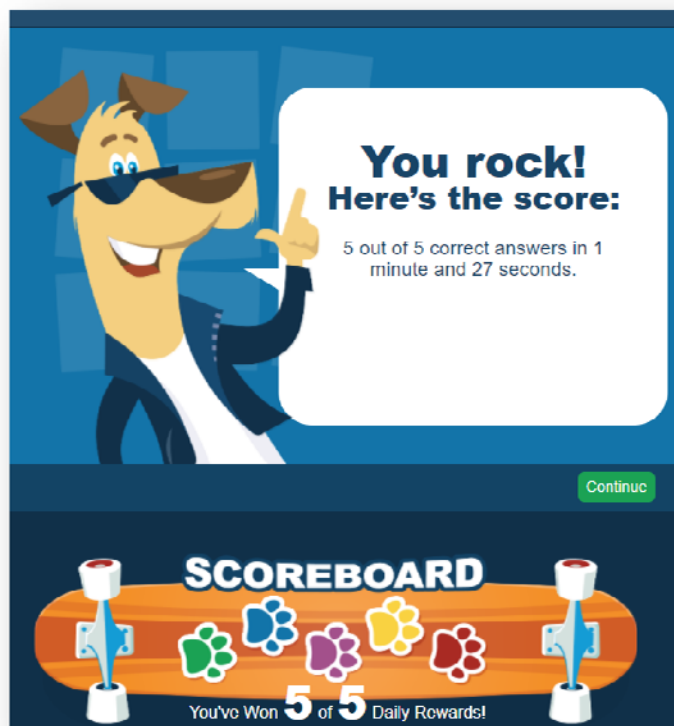 You rock!
Here's the score:
5 out of 5 correct answers in 1
minute and 27 seconds.
Continue
SCOREBOARD
You've Won 5 of 5 Daily Rewards!